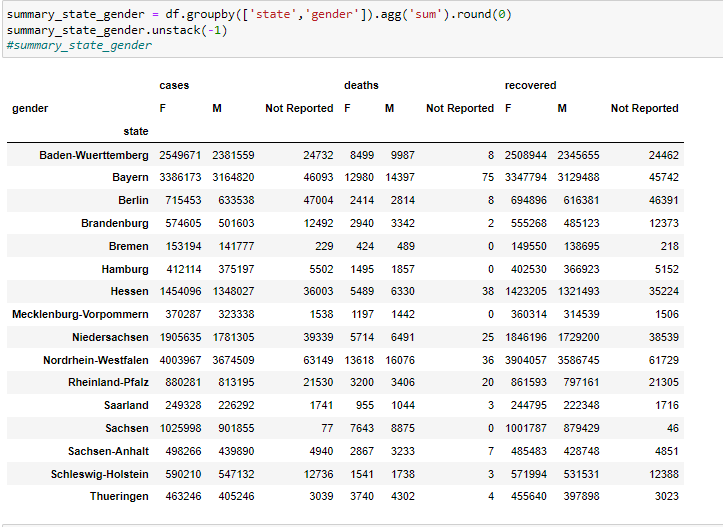 summary_state_gender = df.groupby(['state','gender']).agg('sum').round(0)
summary_state_gender.unstack(-1)
#summary_state_gender
cases deaths recovered
gender F M Not Reported F M Not Reported F M Not Reported
state
Baden-Wuerttemberg 2549671 2381559 24732 8499 9987 8 2508944 2345655 24462
Bayern 3386173 3164820 46093 12980 14397 75 3347794 3129488 45742
Berlin 715453 633538 47004 2414 2814 8 694896 616381 46391
Brandenburg 574605 501603 12492 2940 3342 2 555268 485123 12373
Bremen 153194 141777 229 424 489 0 149550 138695 218
Hamburg 412114 375197 5502 1495 1857 0 402530 366923 5152
Hessen 1454096 1348027 36003 5489 6330 38 1423205 1321493 35224
Mecklenburg-Vorpommern 370287 323338 1538 1197 1442 0 360314 314539 1506
Niedersachsen 1905635 1781305 39339 5714 6491 25 1846196 1729200 38539
Nordrhein-Westfalen 4003967 3674509 63149 13618 16076 36 3904057 3586745 61729
Rheinland-Pfalz 880281 813195 21530 3200 3406 20 861593 797161 21305
Saarland 249328 226292 1741 955 1044 3 244795 222348 1716
Sachsen 1025998 901855 77 7643 8875 0 1001787 879429 46
Sachsen-Anhalt 498266 439890 4940 2867 3233 7 485483 428748 4851
Schleswig-Holstein 590210 547132 12736 1541 1738 3 571994 531531 12388
Thueringen 463246 405246 3039 3740 4302 4 455640 397898 3023